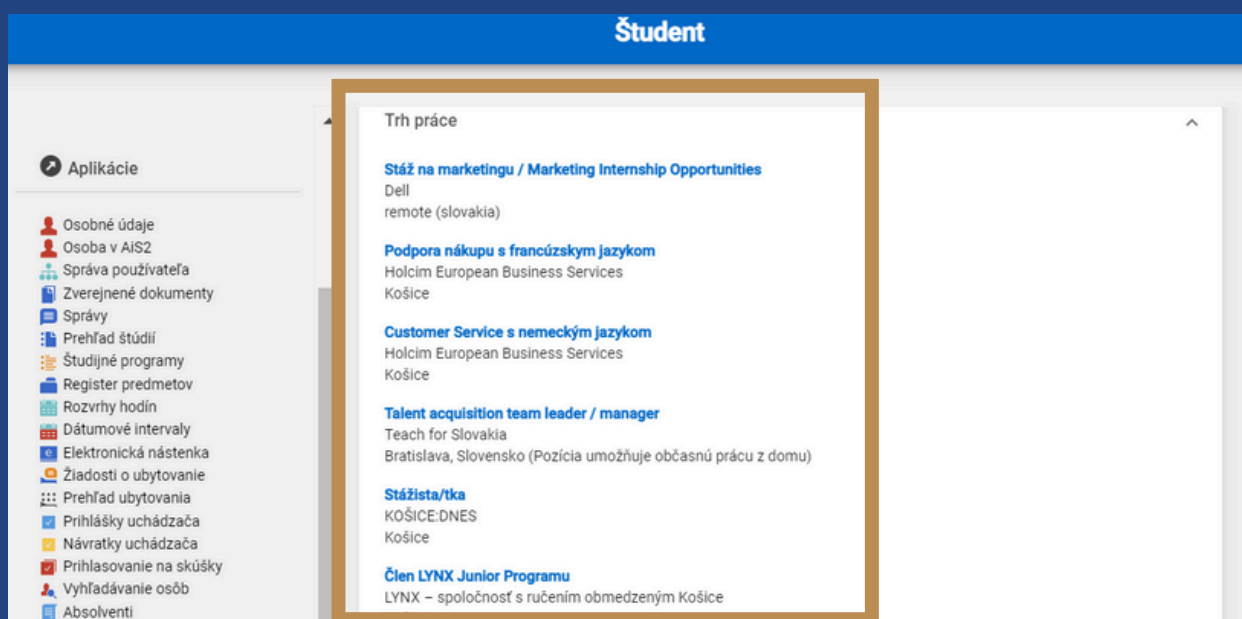 Študent
Aplikácie
Osobné údaje
Osoba v AiS2
Správa používateľa
Zverejnené dokumenty
Správy
Prehľad štúdií
Študijné programy
Register predmetov
Rozvrhy hodín
Dátumové intervaly
Elektronická nástenka
Žiadosti o ubytovanie
Prehľad ubytovania
Prihlášky uchádzača
Návratky uchádzača
Prihlasovanie na skúšky
Vyhľadávanie osôb
Absolventi
Trh práce
Stáž na marketingu / Marketing Internship Opportunities
Dell
remote (slovakia)
Podpora nákupu s francúzskym jazykom
Holcim European Business Services
Košice
Customer Service s nemeckým jazykom
Holcim European Business Services
Košice
Talent acquisition team leader / manager
Teach for Slovakia
Bratislava, Slovensko (Pozícia umožňuje občasnú prácu z domu)
Stážista/tka
KOŠICE:DNES
Košice
Člen LYNX Junior Programu
LYNX – spoločnosť s ručením obmedzeným Košice